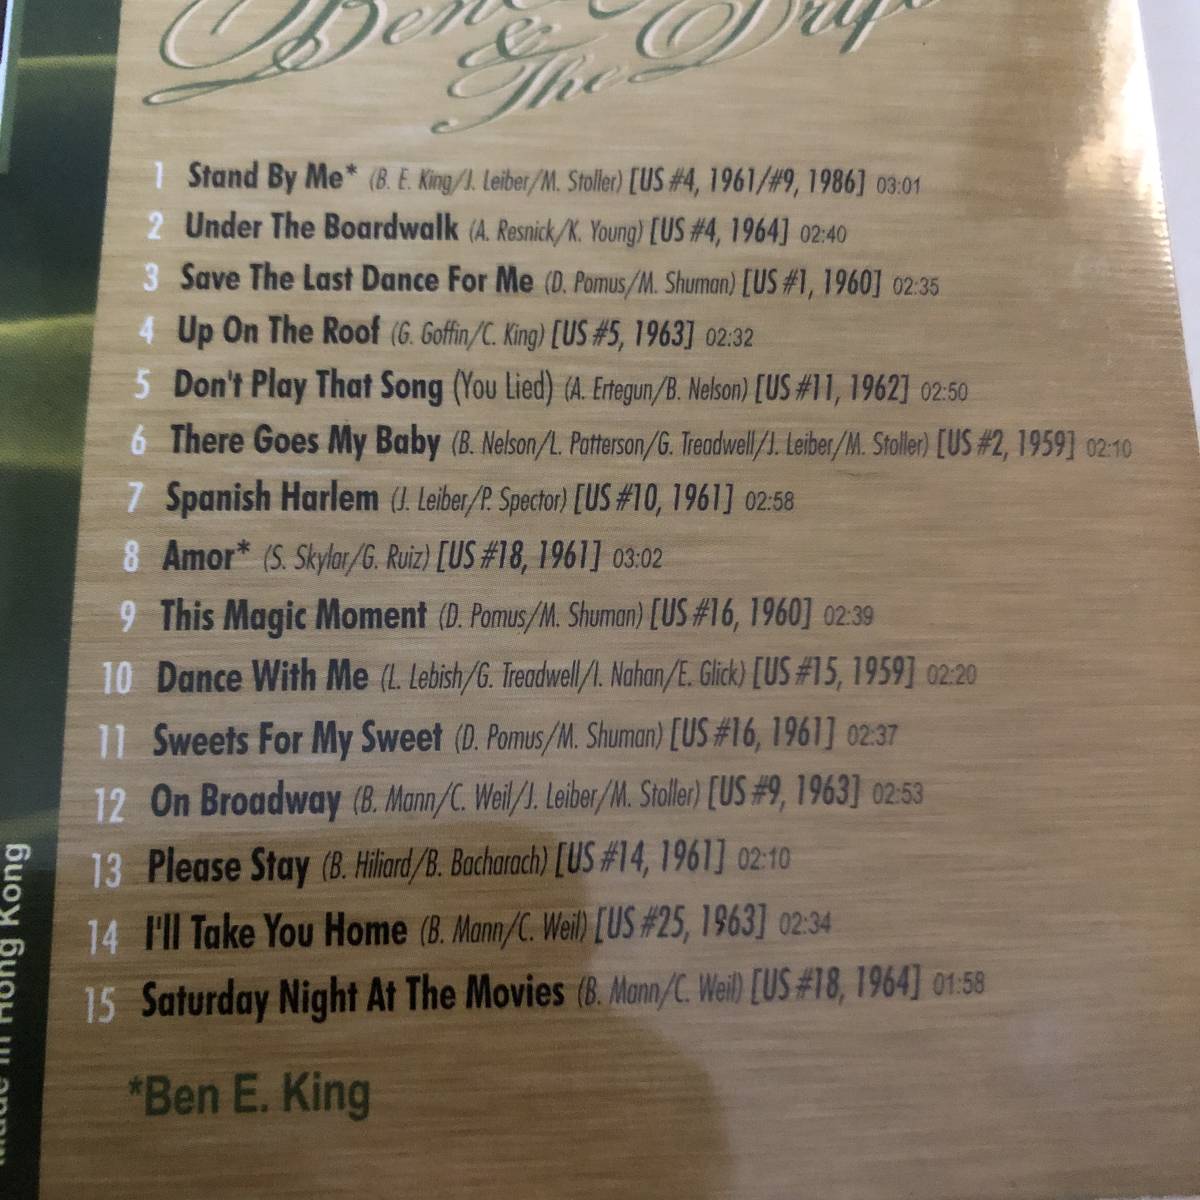 Ben
&
The
1 Stand By Me* (B. E. King/J. Leiber/M. Stoller) [US #4, 1961/#9, 1986] 03:01
2 Under The Boardwalk (A. Resnick/K. Young) [US #4, 1964] 02:40
3 Save The Last Dance For Me (D. Pomus/M. Shuman) [US #1, 1960] 02:35
4 Up On The Roof (G. Goffin/C. King) [US #5, 1963] 02:32
5 Don't Play That Song (You Lied) (A. Ertegun/B. Nelson) [US #11, 1962] 02:50
6 There Goes My Baby (B. Nelson/L. Patterson/G. Treadwell/J. Leiber/M. Stoller) [US #2, 1959] 02:10
7 Spanish Harlem (J. Leiber/P. Spector) [US #10, 1961] 02:58
8 Amor* (S. Skylar/G. Ruiz) [US #18, 1961] 03:02
9 This Magic Moment (D. Pomus/M. Shuman) [US #16, 1960] 02:39
10 Dance With Me (L. Lebish/G. Treadwell/I. Nahan/E. Glick) [US #15, 1959] 02:20
11 Sweets For My Sweet (D. Pomus/M. Shuman) [US #16, 1961] 02:37
12 On Broadway (B. Mann/C. Weil/J. Leiber/M. Stoller) [US #9, 1963] 02:53
13 Please Stay (B. Hiliard/B. Bacharach) [US #14, 1961] 02:10
14 I'll Take You Home (B. Mann/C. Weil) [US #25, 1963] 02:34
15 Saturday Night At The Movies (B. Mann/C. Weil) [US #18, 1964] 01:58
*Ben E. King
Made in Hong Kong